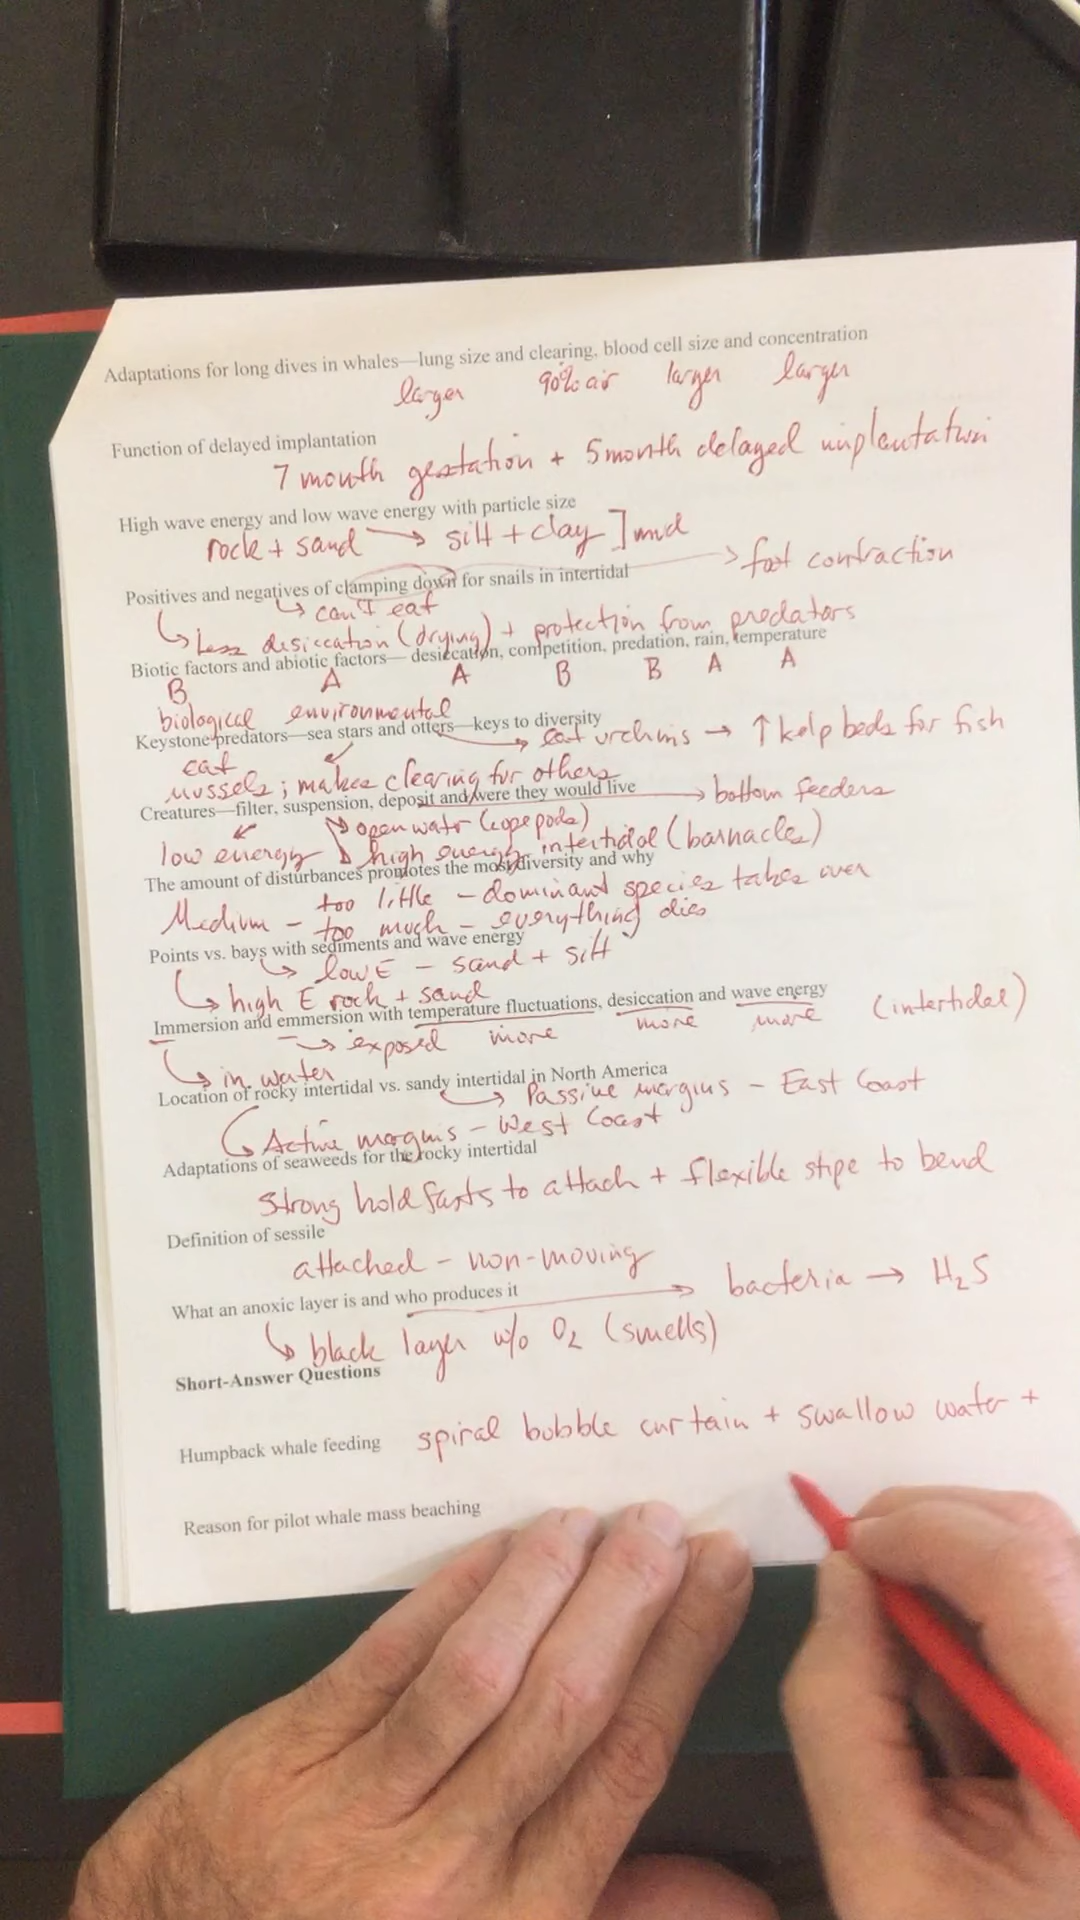 Adaptations for long dives in whales—lung size and clearing, blood cell size and concentration
larger 90% air larger larger
Function of delayed implantation
7 month gestation + 5 month delayed implantation
High wave energy and low wave energy with particle size
rock + sand → silt + clay ] mud
→ foot contraction
Positives and negatives of clamping down for snails in intertidal
↳ can't eat
↳ Less desiccation (drying) + protection from predators
Biotic factors and abiotic factors— desiccation, competition, predation, rain, temperature
B A A B B A A
biological environmental
Keystone predators—sea stars and otters—keys to diversity
→ eat urchins → ↑ kelp beds for fish
eat
mussels; makes clearing for others
Creatures—filter, suspension, deposit and were they would live → bottom feeders
open water (copepods)
low energy high energy intertidal (barnacles)
The amount of disturbances promotes the most diversity and why
too little – dominant species takes over
Medium – too much – everything dies
Points vs. bays with sediments and wave energy
↳ low E – sand + silt
↳ high E rock + sand
Immersion and emmersion with temperature fluctuations, desiccation and wave energy
→ exposed more more more (intertidal)
↳ in water
Location of rocky intertidal vs. sandy intertidal in North America
→ Passive margins – East Coast
Active margins – West Coast
Adaptations of seaweeds for the rocky intertidal
Strong holdfasts to attach + flexible stipe to bend
Definition of sessile
attached – non-moving
What an anoxic layer is and who produces it → bacteria → H2S
↳ black layer w/o O2 (smells)
Short-Answer Questions
Humpback whale feeding spiral bubble curtain + swallow water +
Reason for pilot whale mass beaching